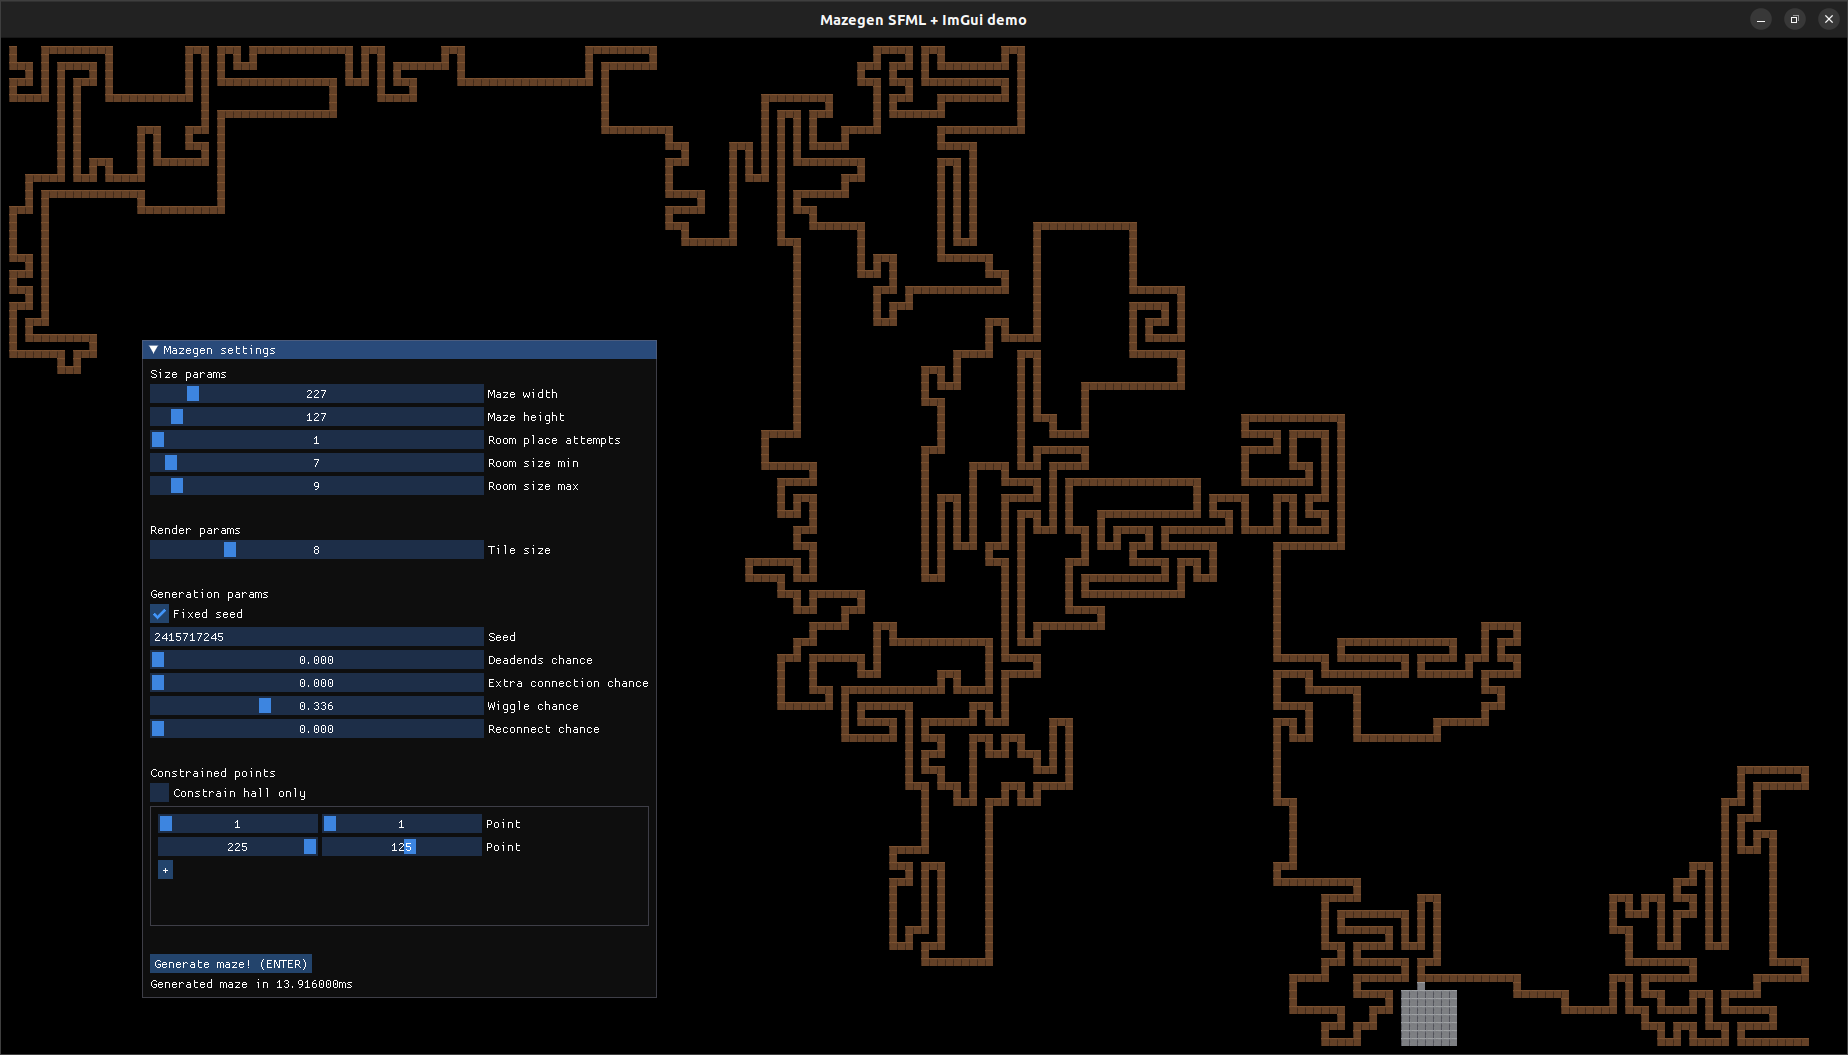 Mazegen SFML + ImGui demo
Mazegen settings
Size params
227 Maze width
127 Maze height
1 Room place attempts
7 Room size min
9 Room size max
Render params
8 Tile size
Generation params
Fixed seed
2415717245 Seed
0.000 Deadends chance
0.000 Extra connection chance
0.336 Wiggle chance
0.000 Reconnect chance
Constrained points
Constrain hall only
1 1 Point
225 125 Point
+
Generate maze! (ENTER)
Generated maze in 13.916000ms